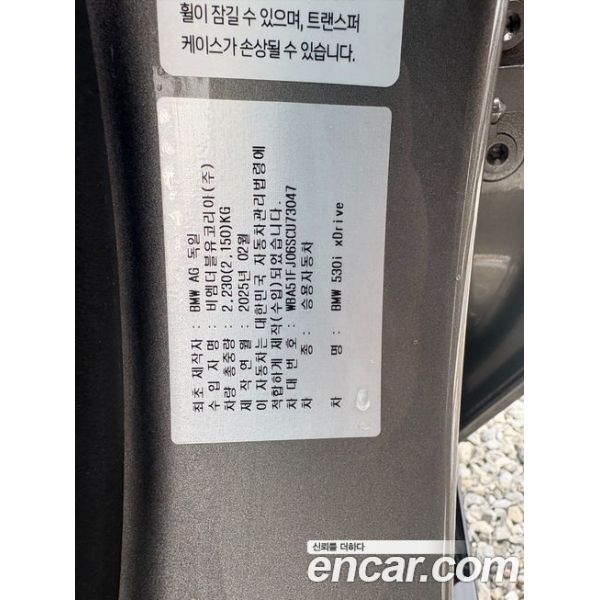 휠이 잠길 수 있으며, 트랜스퍼
케이스가 손상될 수 있습니다.
최초 제작자 : BMW AG 독일
수 입 자 명 : 비엠더블유코리아(주)
차량 총중량 : 2,230(2,150)KG
제 작 연 월 : 2025년 02월
이 자동차는 대한민국 자동차관리법령에
적합하게 제작(수입)되었습니다.
차 대 번 호 : WBA51FJ06SCU73047
차 종 : 승용자동차
차 명 : BMW 530i xDrive
신뢰를 더하다
encar.com